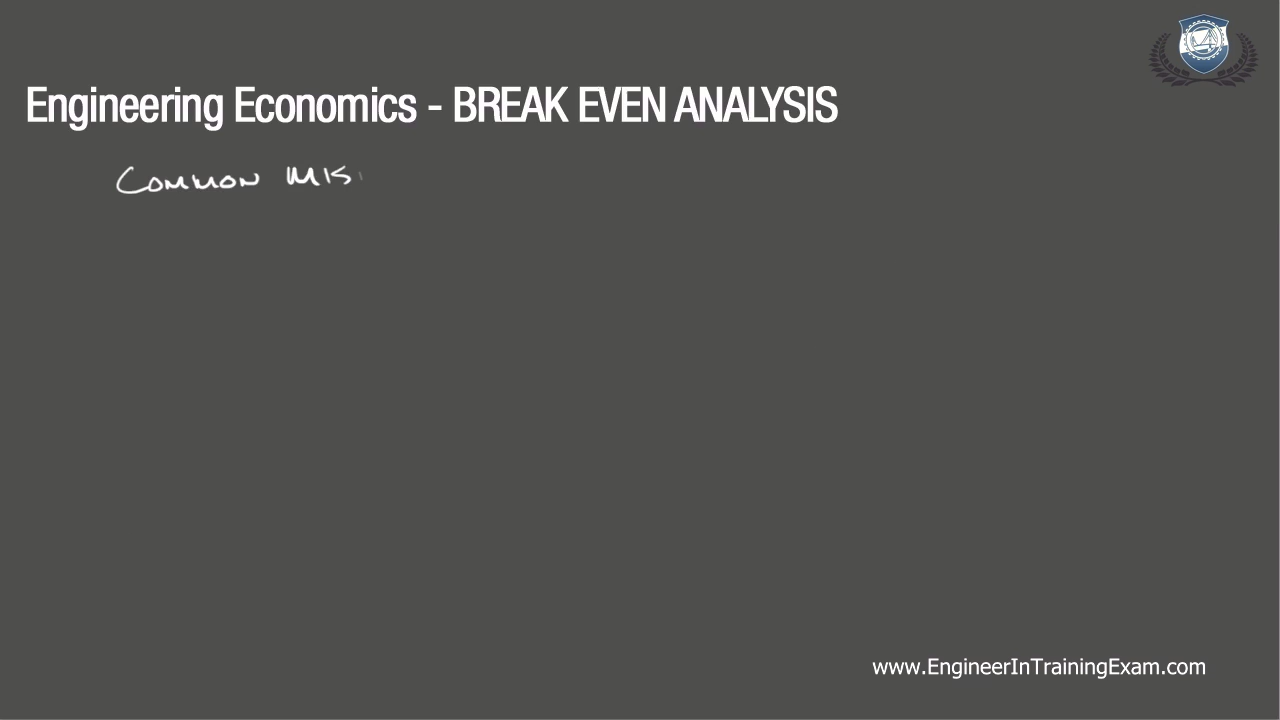 Engineering Economics - BREAK EVEN ANALYSIS
COMMON MIS
www.EngineerInTrainingExam.com